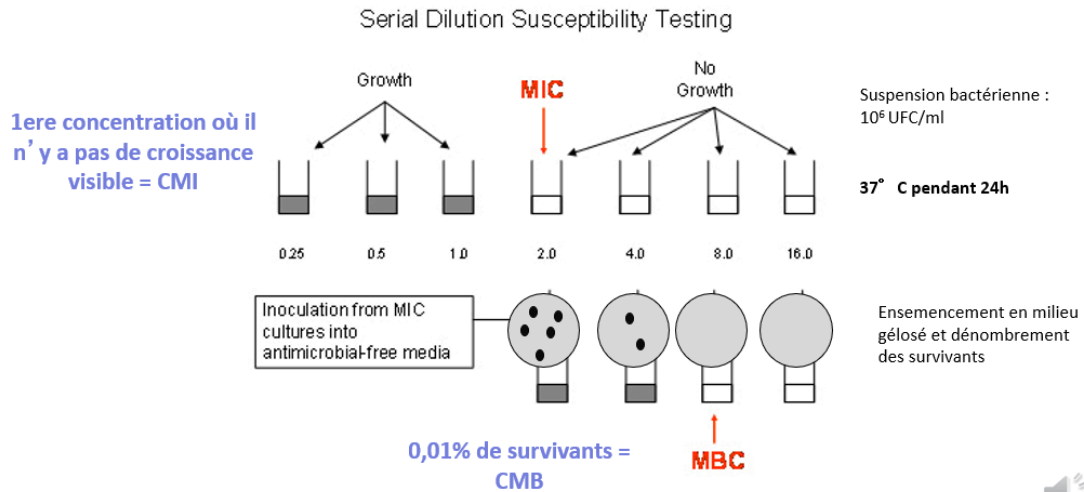 Serial Dilution Susceptibility Testing
Growth
MIC
No
Growth
1ere concentration où il
n’ y a pas de croissance
visible = CMI
Suspension bactérienne :
10⁶ UFC/ml
37° C pendant 24h
0.25 0.5 1.0 2.0 4.0 8.0 16.0
Inoculation from MIC
cultures into
antimicrobial-free media
Ensemencement en milieu
gélosé et dénombrement
des survivants
0,01% de survivants =
CMB
MBC